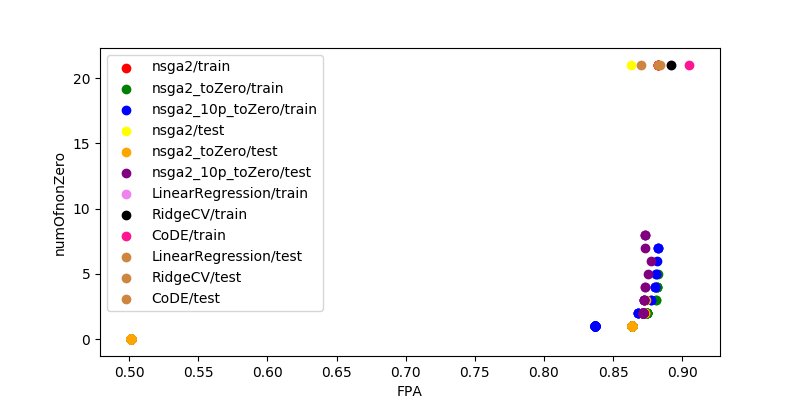 nsga2/train
nsga2_toZero/train
nsga2_10p_toZero/train
nsga2/test
nsga2_toZero/test
nsga2_10p_toZero/test
LinearRegression/train
RidgeCV/train
CoDE/train
LinearRegression/test
RidgeCV/test
CoDE/test
numOfnonZero
20
15
10
5
0
0.50 0.55 0.60 0.65 0.70 0.75 0.80 0.85 0.90
FPA